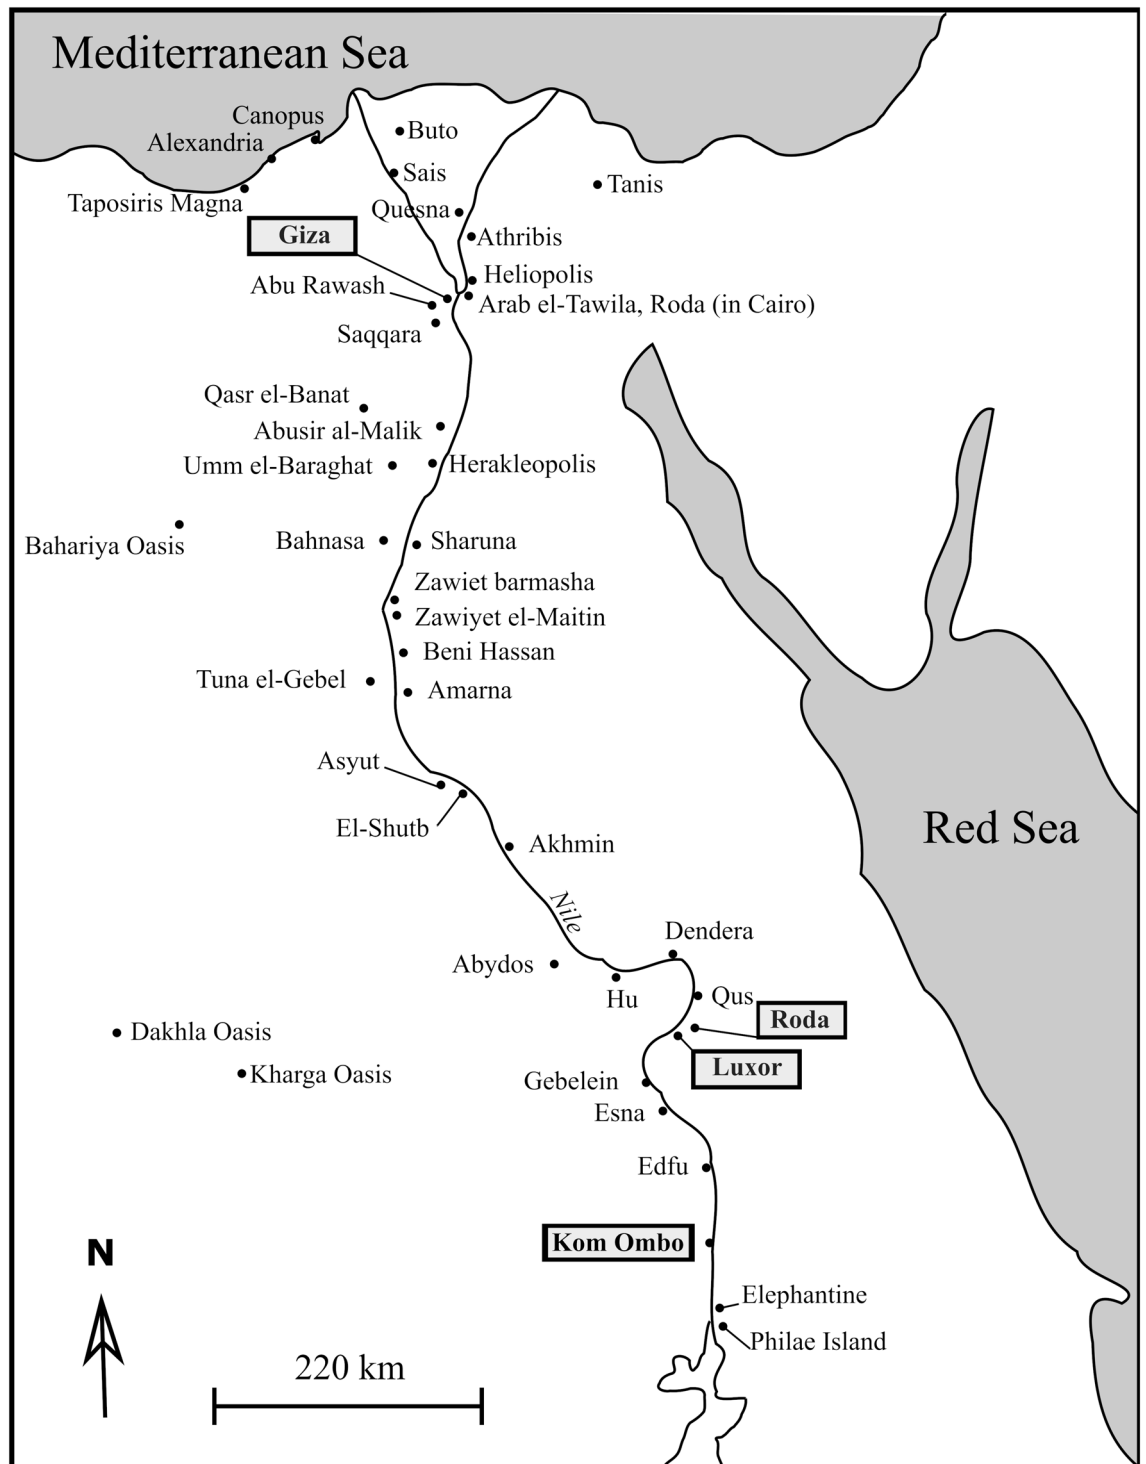 Mediterranean Sea
Canopus
Alexandria
Buto
Sais
Tanis
Taposiris Magna
Quesna
Giza
Athribis
Heliopolis
Abu Rawash
Arab el-Tawila, Roda (in Cairo)
Saqqara
Qasr el-Banat
Abusir al-Malik
Umm el-Baraghat
Herakleopolis
Bahariya Oasis
Bahnasa
Sharuna
Zawiet barmasha
Zawiyet el-Maitin
Beni Hassan
Tuna el-Gebel
Amarna
Asyut
El-Shutb
Red Sea
Akhmin
Nile
Dendera
Abydos
Hu
Qus
Roda
Dakhla Oasis
Luxor
Kharga Oasis
Gebelein
Esna
Edfu
Kom Ombo
N
Elephantine
Philae Island
220 km